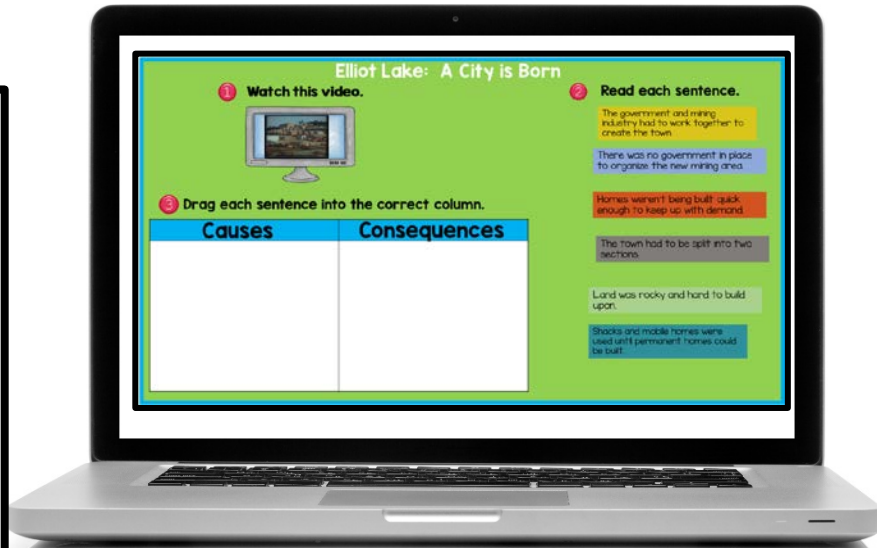 Elliot Lake: A City is Born
1 Watch this video.
3 Drag each sentence into the correct column.
Causes Consequences
2 Read each sentence.
The government and mining
industry had to work together to
create the town.
There was no government in place
to organize the new mining area.
Homes weren't being built quick
enough to keep up with demand.
The town had to be split into two
sections.
Land was rocky and hard to build
upon.
Shacks and mobile homes were
used until permanent homes could
be built.